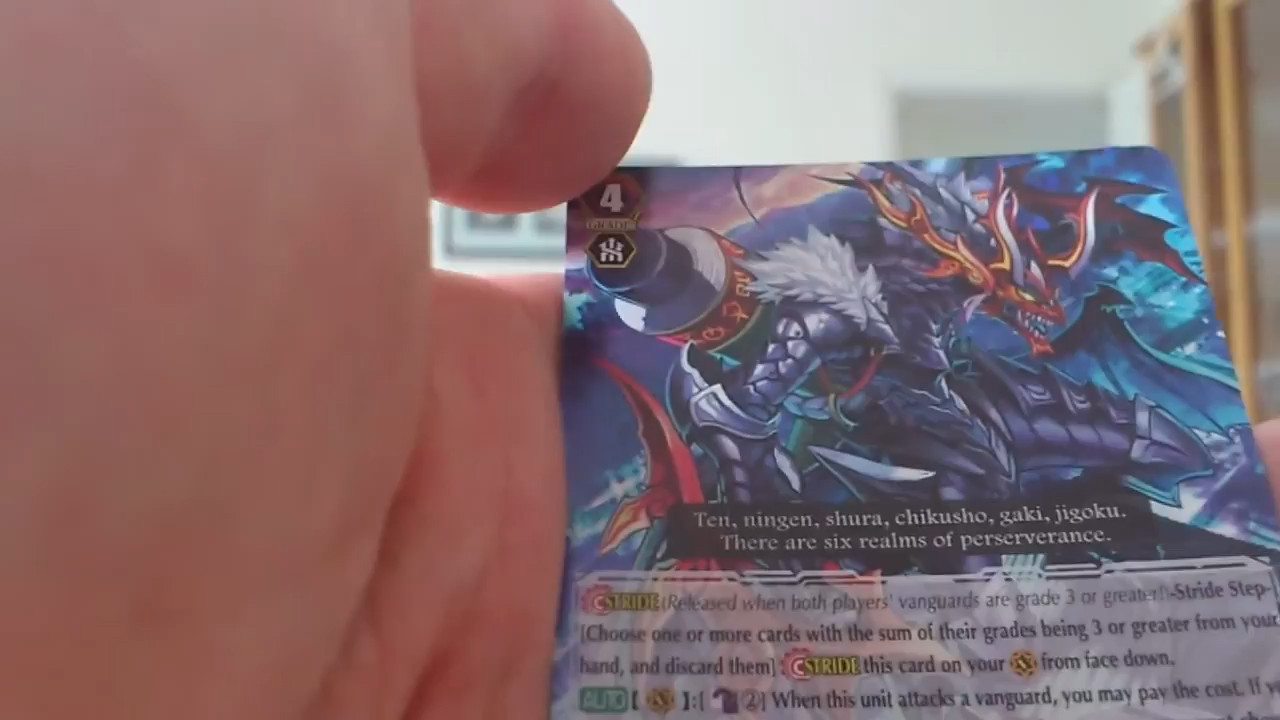 4
GRADE
Ten, ningen, shura, chikusho, gaki, jigoku.
There are six realms of perserverance.
STRIDE (Released when both players' vanguards are grade 3 or greater!)-Stride Step-
[Choose one or more cards with the sum of their grades being 3 or greater from your
hand, and discard them] STRIDE this card on your from face down.
AUTO [ ]:[ 2] When this unit attacks a vanguard, you may pay the cost. If